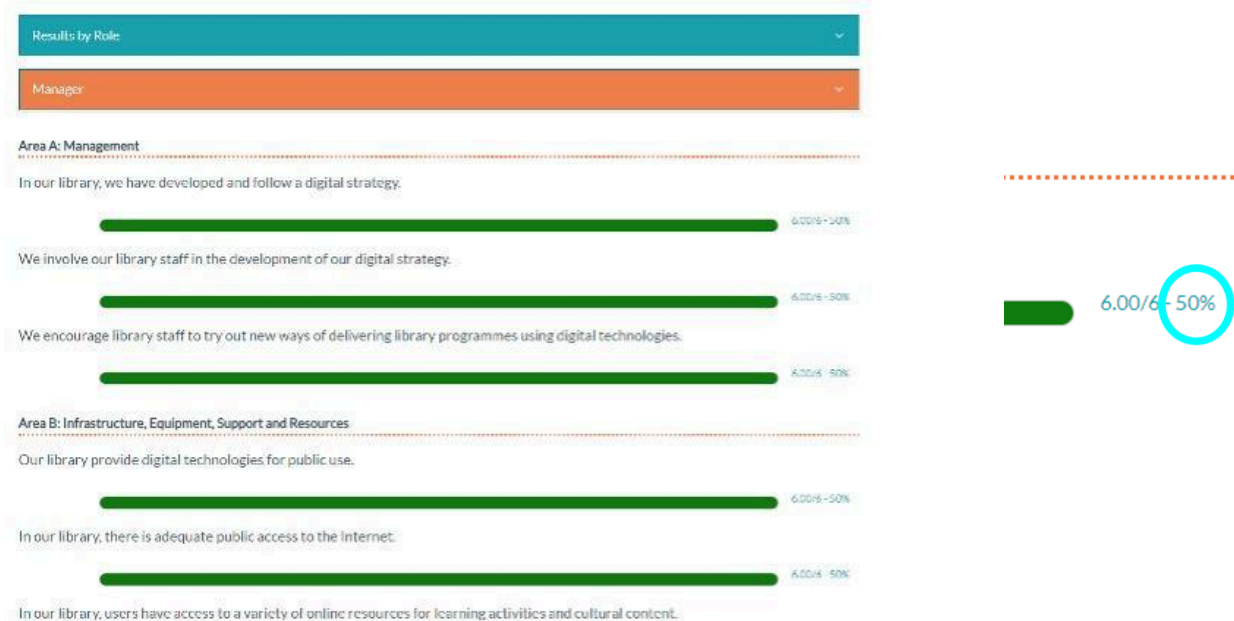 Results by Role
Manager
Area A: Management
In our library, we have developed and follow a digital strategy.
6.00/6 - 50%
We involve our library staff in the development of our digital strategy.
6.00/6 - 50%
We encourage library staff to try out new ways of delivering library programmes using digital technologies.
6.00/6 - 50%
Area B: Infrastructure, Equipment, Support and Resources
Our library provide digital technologies for public use.
6.00/6 - 50%
In our library, there is adequate public access to the Internet.
6.00/6 - 50%
In our library, users have access to a variety of online resources for learning activities and cultural content.
6.00/6 - 50%